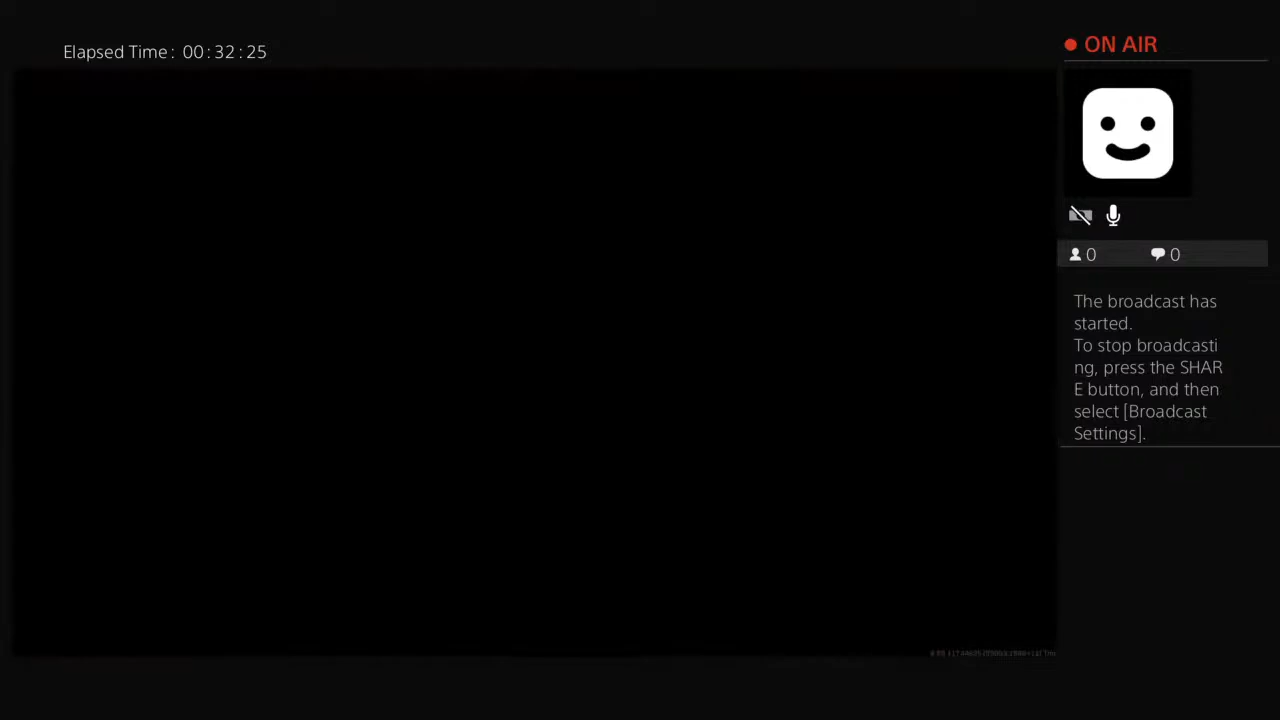 Elapsed Time: 00:32:25
ON AIR
0 0
The broadcast has
started.
To stop broadcasti
ng, press the SHAR
E button, and then
select [Broadcast
Settings].